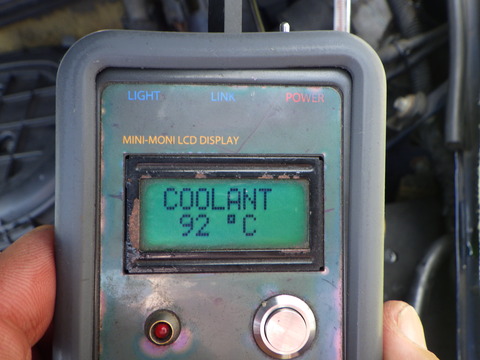 LIGHT LINK POWER
MINI-MONI LCD DISPLAY
COOLANT
92 °C